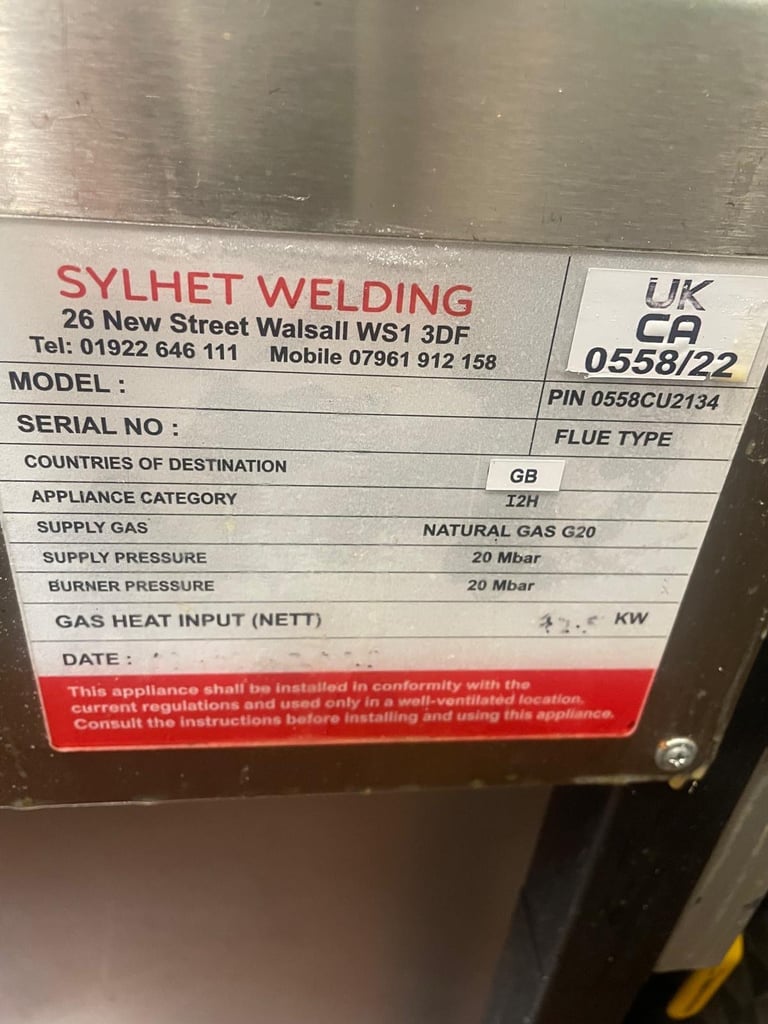 SYLHET WELDING
26 New Street Walsall WS1 3DF
Tel: 01922 646 111 Mobile 07961 912 158
UK
CA
0558/22
MODEL :
PIN 0558CU2134
SERIAL NO :
FLUE TYPE
COUNTRIES OF DESTINATION GB
APPLIANCE CATEGORY I2H
SUPPLY GAS NATURAL GAS G20
SUPPLY PRESSURE 20 Mbar
BURNER PRESSURE 20 Mbar
GAS HEAT INPUT (NETT) KW
DATE :
This appliance shall be installed in conformity with the
current regulations and used only in a well-ventilated location.
Consult the instructions before installing and using this appliance.